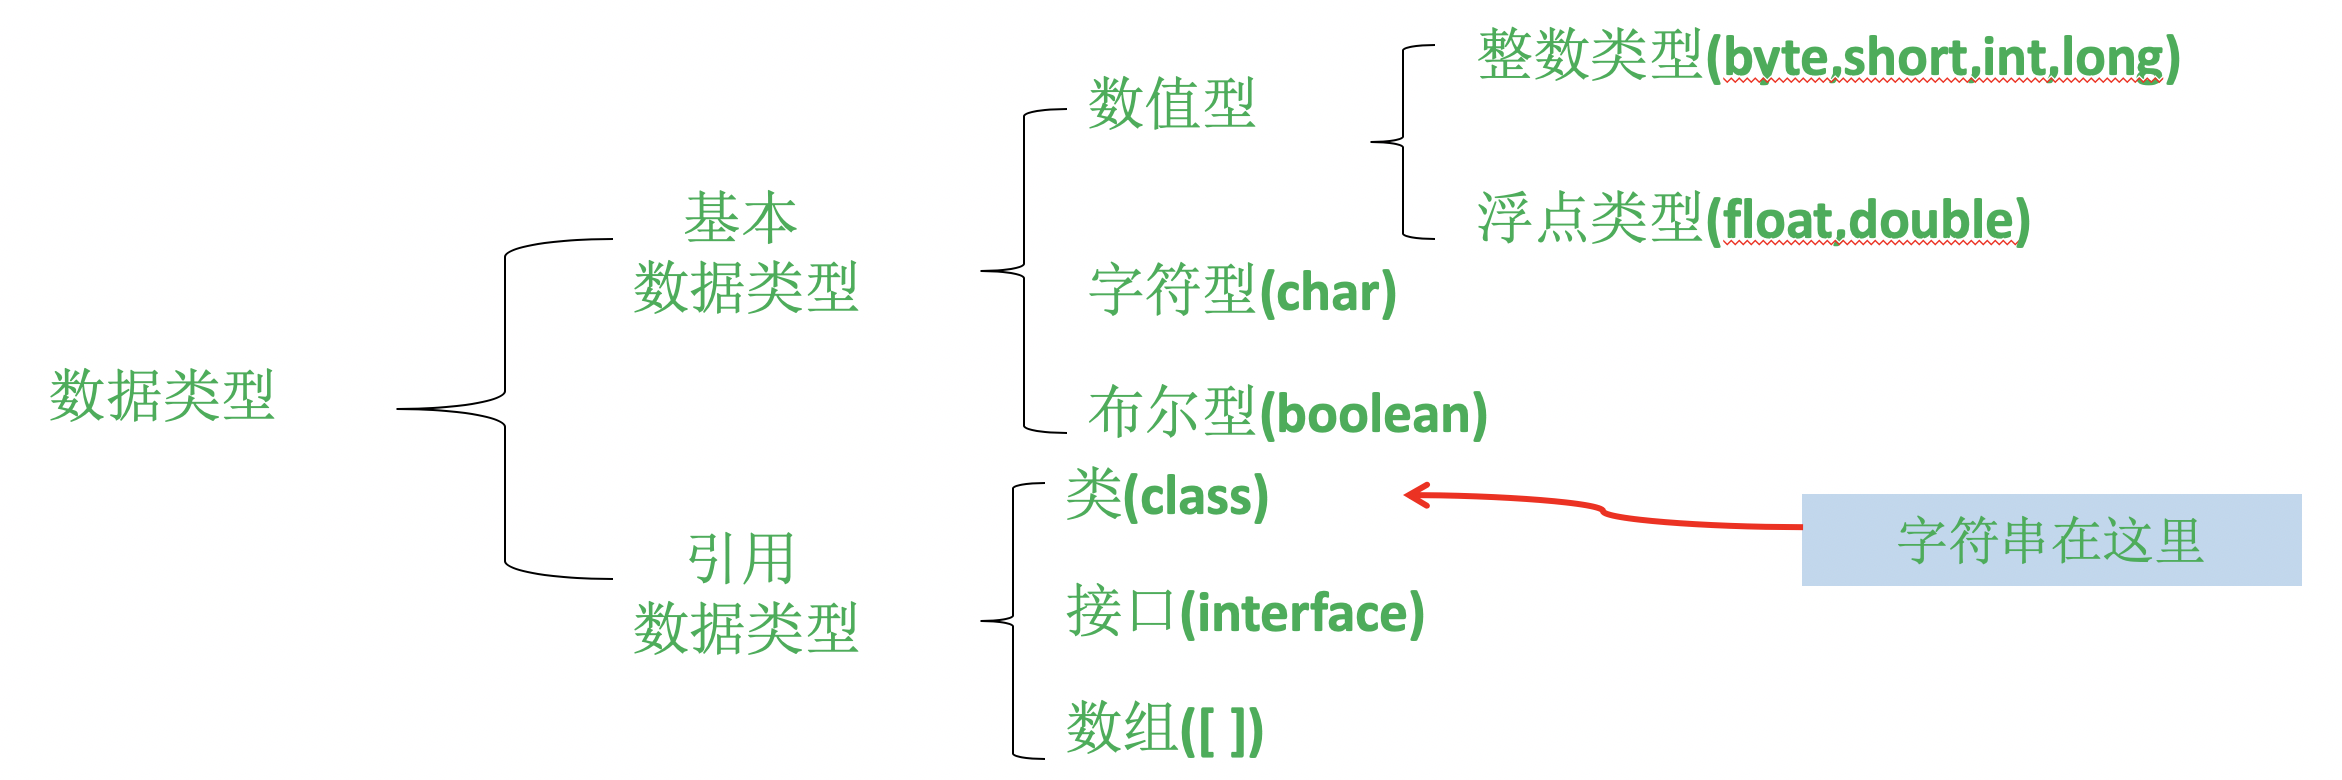 整数类型(byte,short,int,long)
数值型
基本
数据类型
浮点类型(float,double)
字符型(char)
数据类型
布尔型(boolean)
类(class)
字符串在这里
引用
数据类型
接口(interface)
数组([ ])